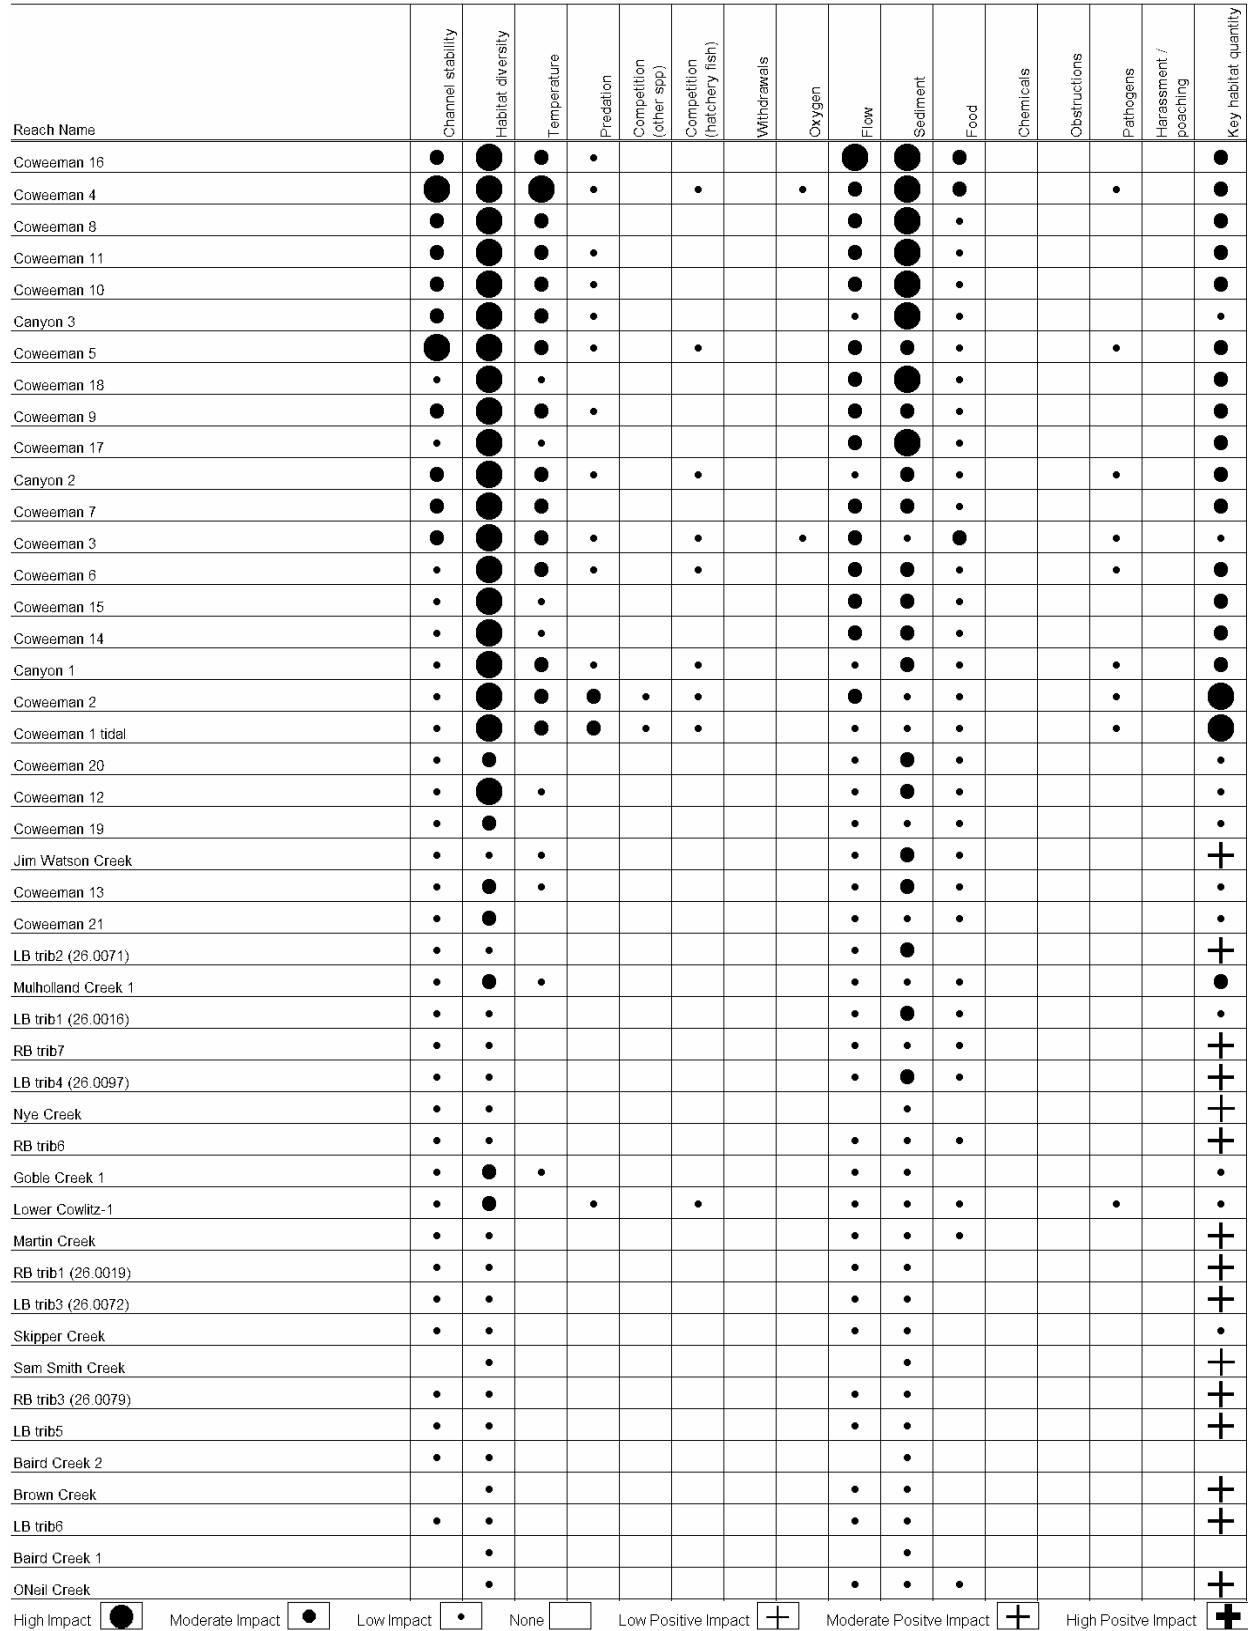 Reach Name
Channel stability
Habitat diversity
Temperature
Predation
Competition
(other spp)
Competition
(hatchery fish)
Withdrawals
Oxygen
Flow
Sediment
Food
Chemicals
Obstructions
Pathogens
Harassment /
poaching
Key habitat quantity
Coweeman 16
Coweeman 4
Coweeman 8
Coweeman 11
Coweeman 10
Canyon 3
Coweeman 5
Coweeman 18
Coweeman 9
Coweeman 17
Canyon 2
Coweeman 7
Coweeman 3
Coweeman 6
Coweeman 15
Coweeman 14
Canyon 1
Coweeman 2
Coweeman 1 tidal
Coweeman 20
Coweeman 12
Coweeman 19
Jim Watson Creek
Coweeman 13
Coweeman 21
LB trib2 (26.0071)
Mulholland Creek 1
LB trib1 (26.0016)
RB trib7
LB trib4 (26.0097)
Nye Creek
RB trib6
Goble Creek 1
Lower Cowlitz-1
Martin Creek
RB trib1 (26.0019)
LB trib3 (26.0072)
Skipper Creek
Sam Smith Creek
RB trib3 (26.0079)
LB trib5
Baird Creek 2
Brown Creek
LB trib6
Baird Creek 1
ONeil Creek
High Impact Moderate Impact Low Impact None Low Positive Impact Moderate Positve Impact High Positve Impact